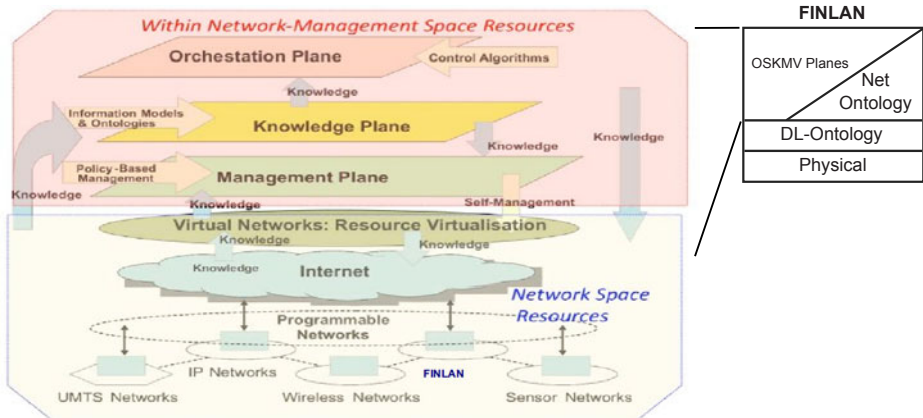 Within Network-Management Space Resources
Orchestation Plane
Control Algorithms
Knowledge
Information Models
& Ontologies
Knowledge Plane
Knowledge
Knowledge
Policy-Based
Management
Management Plane
Knowledge
Knowledge
Self-Management
Virtual Networks: Resource Virtualisation
Knowledge
Knowledge
Knowledge
Internet
Network Space
Resources
Programmable
Networks
IP Networks
FINLAN
UMTS Networks
Wireless Networks
Sensor Networks
FINLAN
OSKMV Planes
Net
Ontology
DL-Ontology
Physical